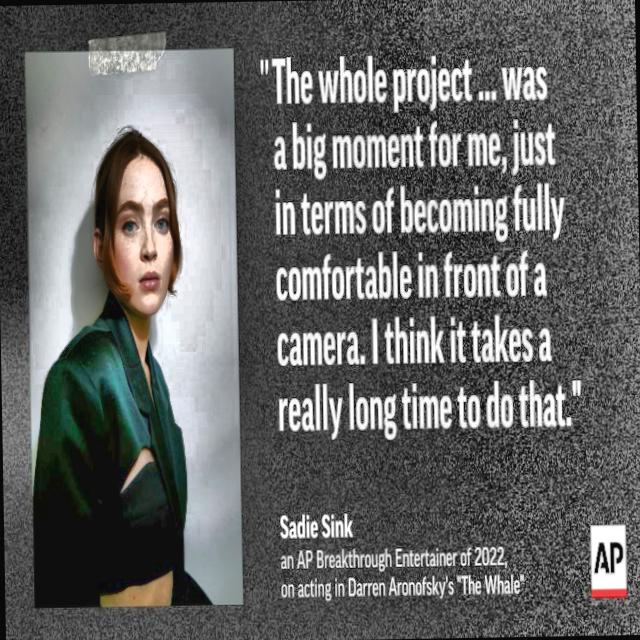 "The whole project ... was
a big moment for me, just
in terms of becoming fully
comfortable in front of a
camera. I think it takes a
really long time to do that."
Sadie Sink
an AP Breakthrough Entertainer of 2022,
on acting in Darren Aronofsky's "The Whale"
AP